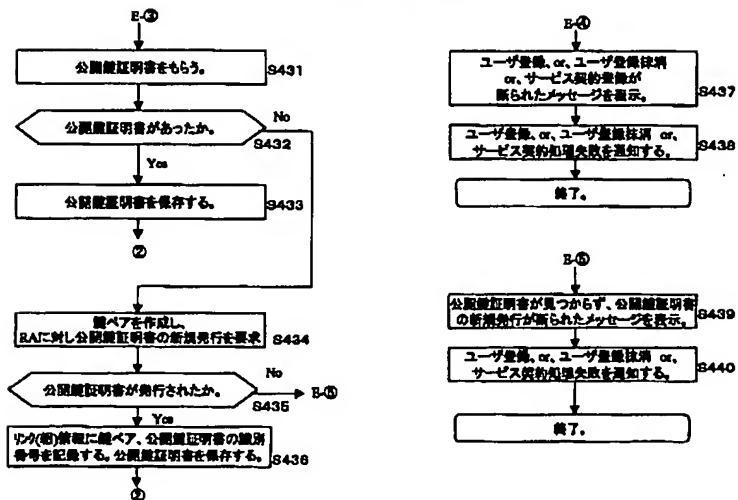 E-③
公開鍵証明書をもらう。
S431
公開鍵証明書があったか。
No
S432
Yes
公開鍵証明書を保存する。
S433
②
鍵ペアを作成し、
RAに対し公開鍵証明書の新規発行を要求
S434
公開鍵証明書が発行されたか。
No
E-⑤
S435
Yes
リンク(紐)情報に鍵ペア、公開鍵証明書の識別
番号を記録する。公開鍵証明書を保存する。
S436
②
E-④
ユーザ登録、or、ユーザ登録抹消
or、サービス契約登録が
断られたメッセージを表示。
S437
ユーザ登録、or、ユーザ登録抹消 or、
サービス契約処理失敗を通知する。
S438
終了。
E-⑤
公開鍵証明書が見つからず、公開鍵証明書
の新規発行が断られたメッセージを表示。
S439
ユーザ登録、or、ユーザ登録抹消 or、
サービス契約処理失敗を通知する。
S440
終了。